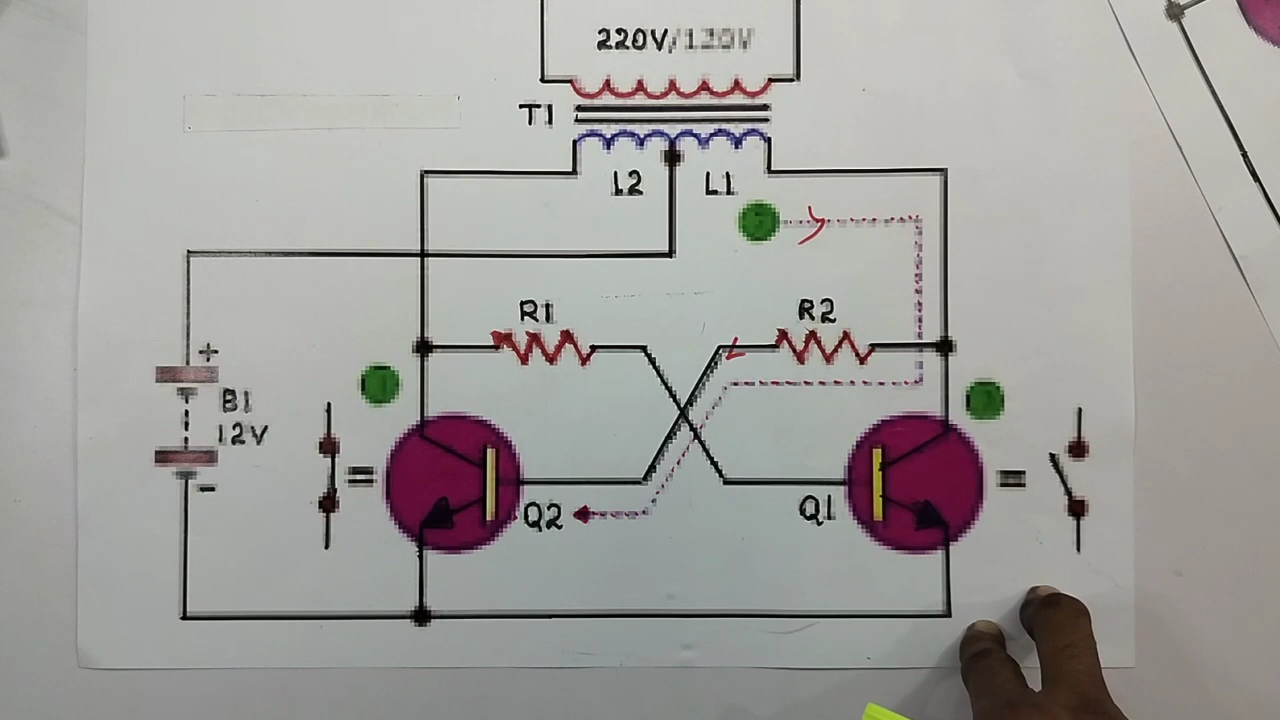 220V/120V
T1
L2
L1
R1
R2
+
B1
12V
-
=
Q2
Q1
=